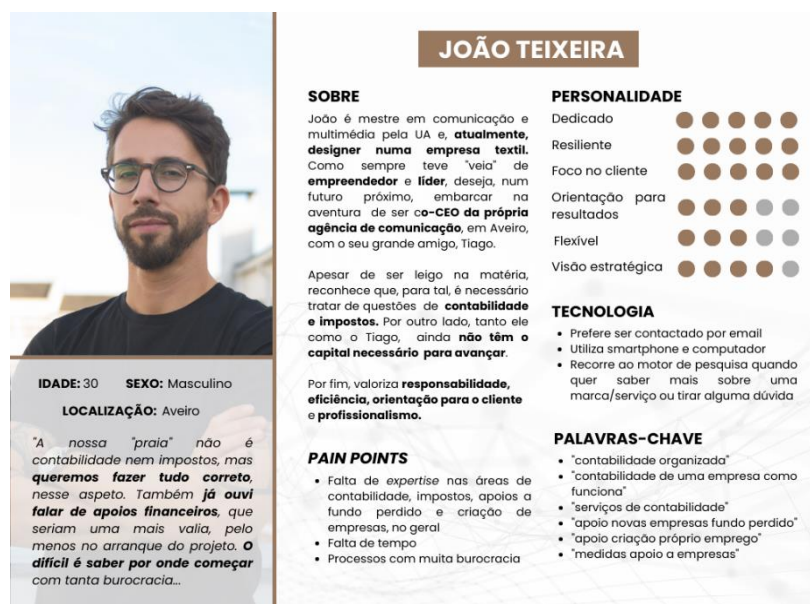 JOÃO TEIXEIRA
SOBRE
João é mestre em comunicação e
multimédia pela UA e, atualmente,
designer numa empresa textil.
Como sempre teve "veia" de
empreendedor e líder, deseja, num
futuro próximo, embarcar na
aventura de ser co-CEO da própria
agência de comunicação, em Aveiro,
com o seu grande amigo, Tiago.
Apesar de ser leigo na matéria,
reconhece que, para tal, é necessário
tratar de questões de contabilidade
e impostos. Por outro lado, tanto ele
como o Tiago, ainda não têm o
capital necessário para avançar.
Por fim, valoriza responsabilidade,
eficiência, orientação para o cliente
e profissionalismo.
PAIN POINTS
Falta de expertise nas áreas de
contabilidade, impostos, apoios a
fundo perdido e criação de
empresas, no geral
Falta de tempo
Processos com muita burocracia
PERSONALIDADE
Dedicado
Resiliente
Foco no cliente
Orientação para
resultados
Flexível
Visão estratégica
TECNOLOGIA
Prefere ser contactado por email
Utiliza smartphone e computador
Recorre ao motor de pesquisa quando
quer saber mais sobre uma
marca/serviço ou tirar alguma dúvida
PALAVRAS-CHAVE
"contabilidade organizada"
"contabilidade de uma empresa como
funciona"
"serviços de contabilidade"
"apoio novas empresas fundo perdido"
"apoio criação próprio emprego"
"medidas apoio a empresas"
IDADE: 30 SEXO: Masculino
LOCALIZAÇÃO: Aveiro
"A nossa "praia" não é
contabilidade nem impostos, mas
queremos fazer tudo correto,
nesse aspeto. Também já ouvi
falar de apoios financeiros, que
seriam uma mais valia, pelo
menos no arranque do projeto. O
difícil é saber por onde começar
com tanta burocracia...